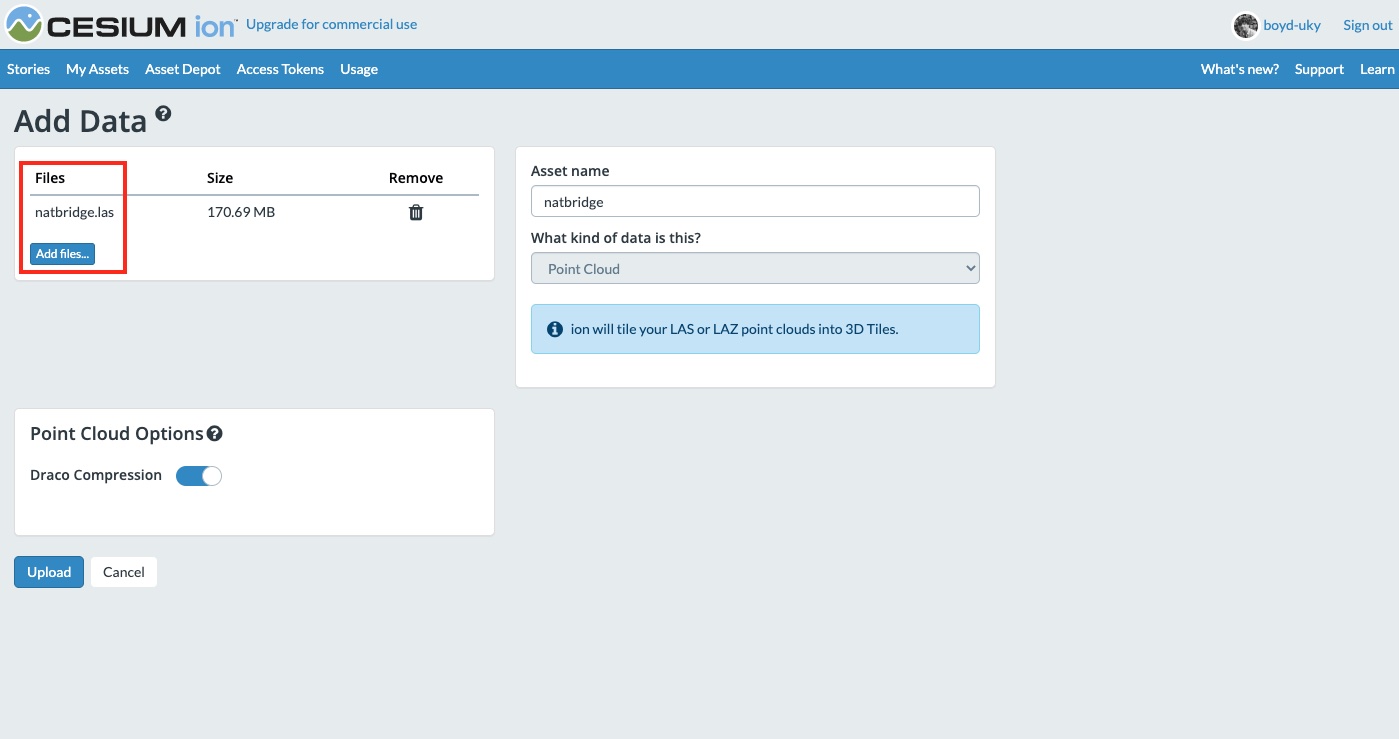 CESIUM ion™ Upgrade for commercial use boyd-uky Sign out
Stories My Assets Asset Depot Access Tokens Usage What's new? Support Learn
Add Data
Files Size Remove
natbridge.las 170.69 MB
Add files...
Asset name
natbridge
What kind of data is this?
Point Cloud
ion will tile your LAS or LAZ point clouds into 3D Tiles.
Point Cloud Options
Draco Compression
Upload Cancel